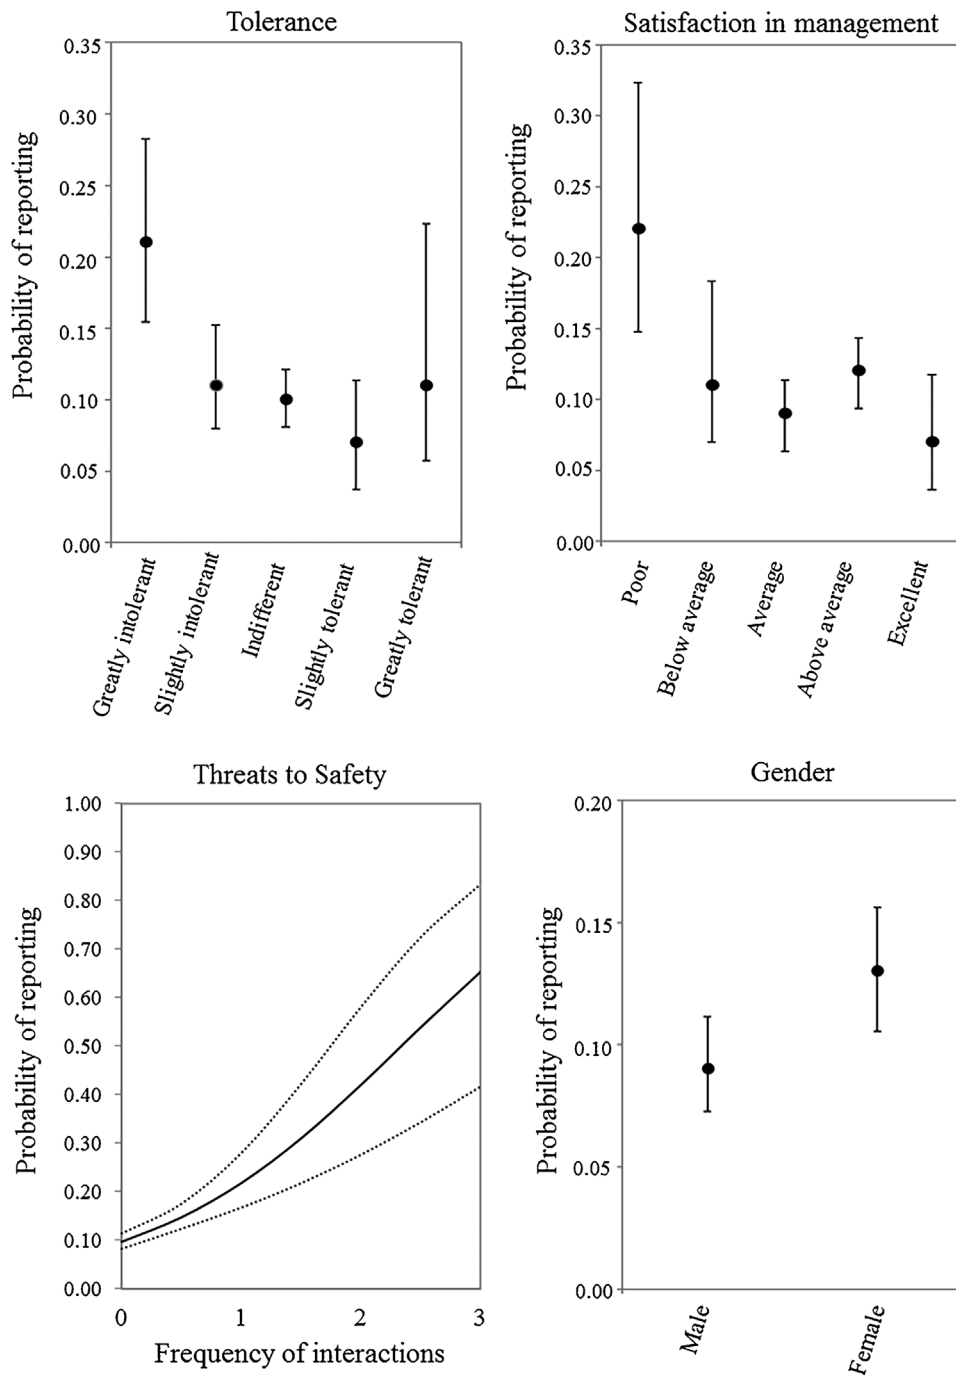 Tolerance
Probability of reporting
0.35
0.30
0.25
0.20
0.15
0.10
0.05
0.00
Greatly intolerant
Slightly intolerant
Indifferent
Slightly tolerant
Greatly tolerant
Satisfaction in management
Probability of reporting
0.35
0.30
0.25
0.20
0.15
0.10
0.05
0.00
Poor
Below average
Average
Above average
Excellent
Threats to Safety
Probability of reporting
1.00
0.90
0.80
0.70
0.60
0.50
0.40
0.30
0.20
0.10
0.00
0 1 2 3
Frequency of interactions
Gender
Probability of reporting
0.20
0.15
0.10
0.05
0.00
Male
Female